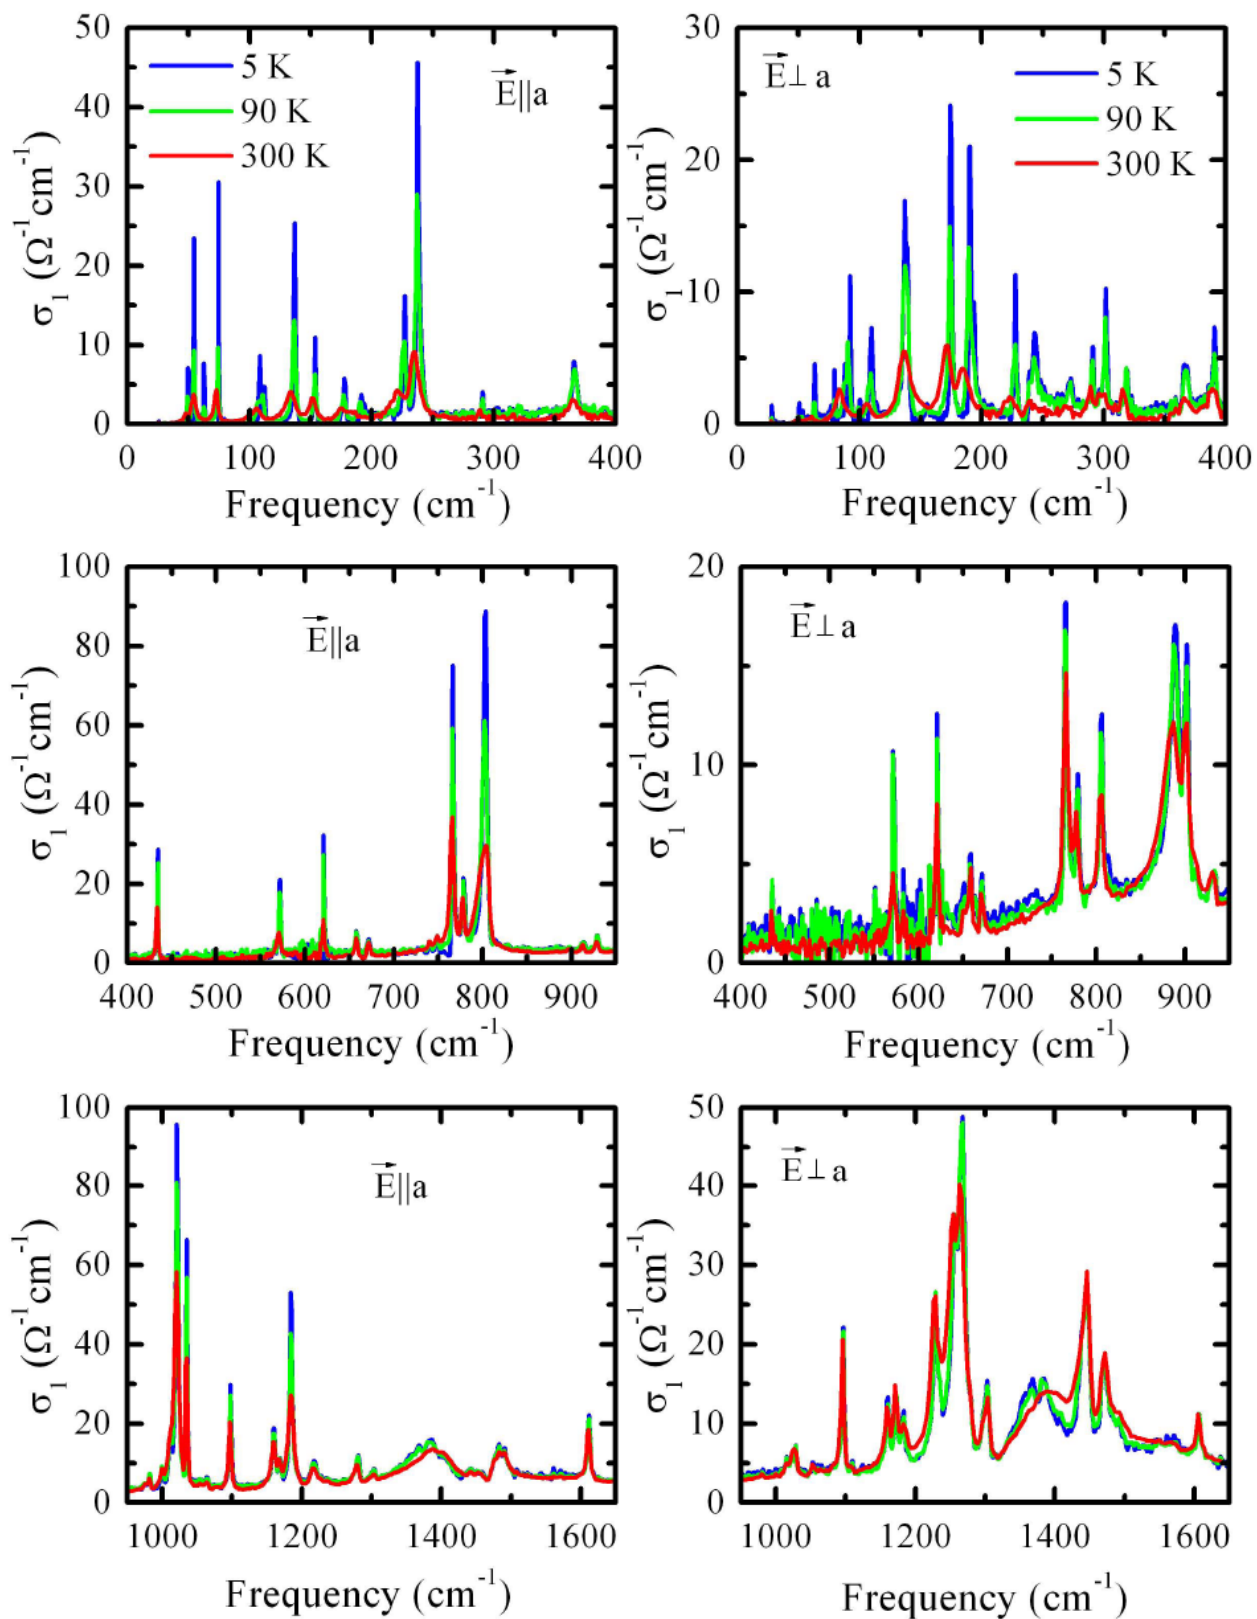 50
40
30
20
10
0
σ₁ (Ω⁻¹cm⁻¹)
5 K
90 K
300 K
E||a
0 100 200 300 400
Frequency (cm⁻¹)
30
20
10
0
σ₁ (Ω⁻¹cm⁻¹)
E⊥a
5 K
90 K
300 K
0 100 200 300 400
Frequency (cm⁻¹)
100
80
60
40
20
0
σ₁ (Ω⁻¹cm⁻¹)
E||a
400 500 600 700 800 900
Frequency (cm⁻¹)
20
10
0
σ₁ (Ω⁻¹cm⁻¹)
E⊥a
400 500 600 700 800 900
Frequency (cm⁻¹)
100
80
60
40
20
0
σ₁ (Ω⁻¹cm⁻¹)
E||a
1000 1200 1400 1600
Frequency (cm⁻¹)
50
40
30
20
10
0
σ₁ (Ω⁻¹cm⁻¹)
E⊥a
1000 1200 1400 1600
Frequency (cm⁻¹)